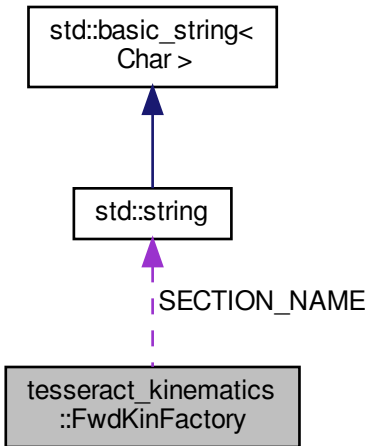 std::basic_string<
Char >
std::string
SECTION_NAME
tesseract_kinematics
::FwdKinFactory